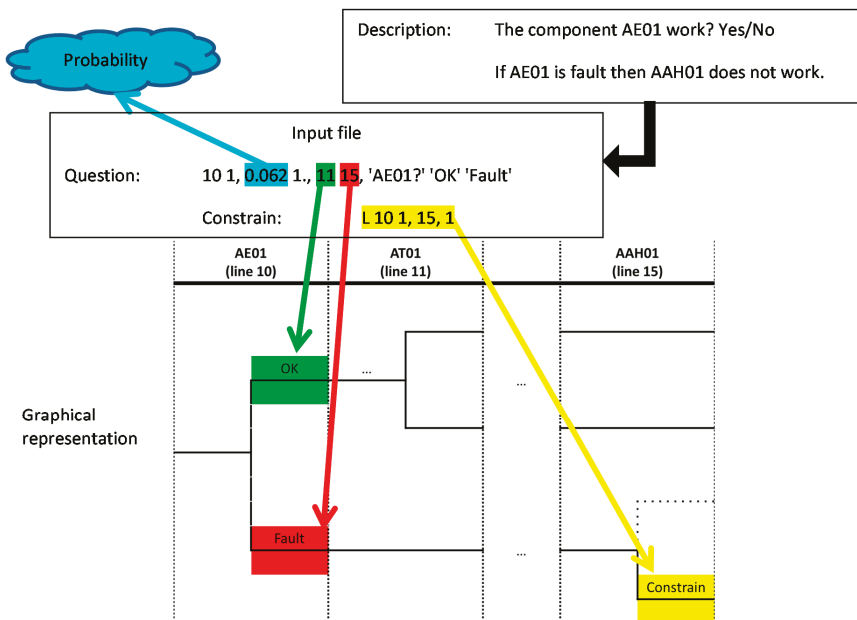 Description: The component AE01 work? Yes/No
If AE01 is fault then AAH01 does not work.
Probability
Input file
Question: 10 1, 0.062 1., 11 15, 'AE01?' 'OK' 'Fault'
Constrain: L 10 1, 15, 1
AE01
(line 10)
AT01
(line 11)
AAH01
(line 15)
OK
...
...
Graphical
representation
Fault
...
Constrain